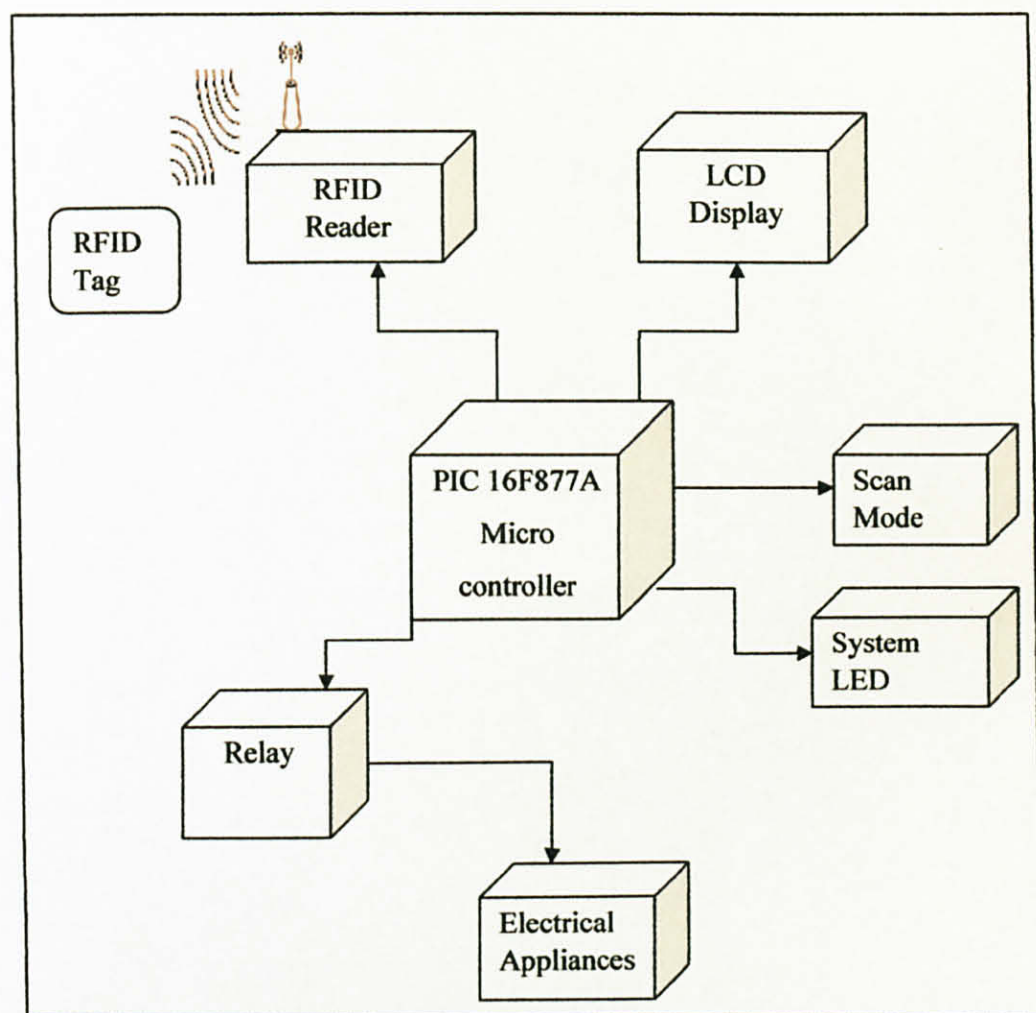 RFID
Reader
LCD
Display
RFID
Tag
PIC 16F877A
Micro
controller
Scan
Mode
System
LED
Relay
Electrical
Appliances